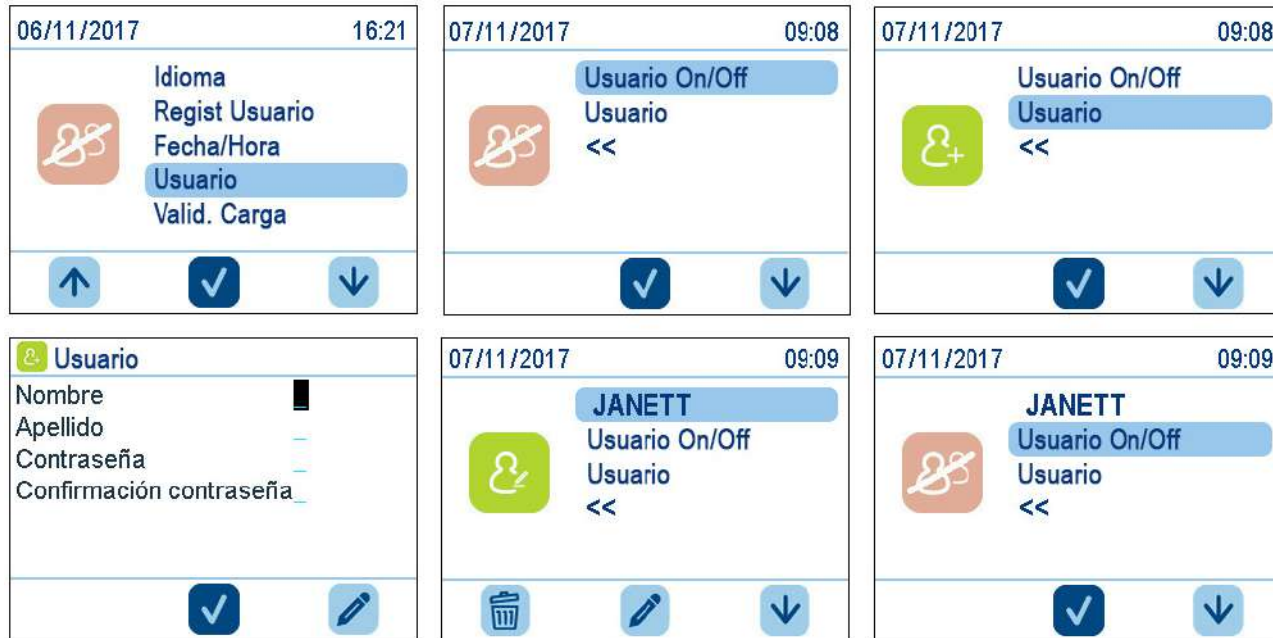 06/11/2017 16:21
Idioma
Regist Usuario
Fecha/Hora
Usuario
Valid. Carga
07/11/2017 09:08
Usuario On/Off
Usuario
<<
07/11/2017 09:08
Usuario On/Off
Usuario
<<
Usuario
Nombre
Apellido
Contraseña
Confirmación contraseña
07/11/2017 09:09
JANETT
Usuario On/Off
Usuario
<<
07/11/2017 09:09
JANETT
Usuario On/Off
Usuario
<<